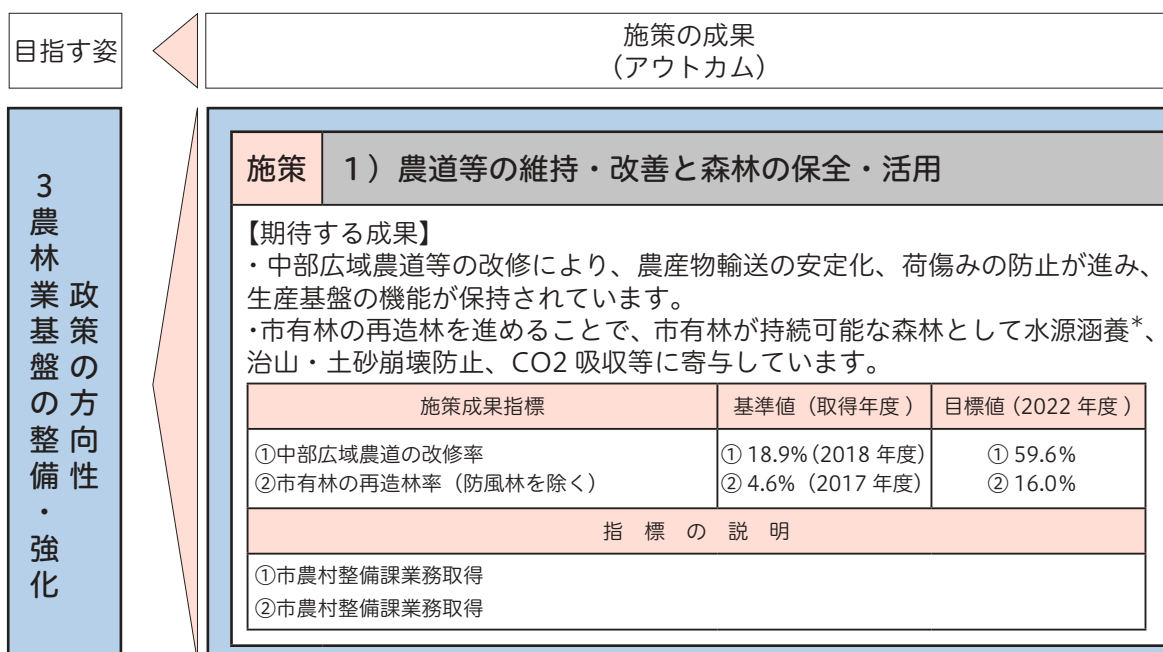 目指す姿
施策の成果
（アウトカム）
政策の方向性
3 農林業基盤の整備・強化
施策 1）農道等の維持・改善と森林の保全・活用
【期待する成果】
・中部広域農道等の改修により、農産物輸送の安定化、荷傷みの防止が進み、
生産基盤の機能が保持されています。
・市有林の再造林を進めることで、市有林が持続可能な森林として水源涵養*、
治山・土砂崩壊防止、CO2 吸収等に寄与しています。
施策成果指標 基準値（取得年度） 目標値（2022 年度）
①中部広域農道の改修率 ① 18.9%（2018 年度） ① 59.6%
②市有林の再造林率（防風林を除く） ② 4.6%（2017 年度） ② 16.0%
指 標 の 説 明
①市農村整備課業務取得
②市農村整備課業務取得